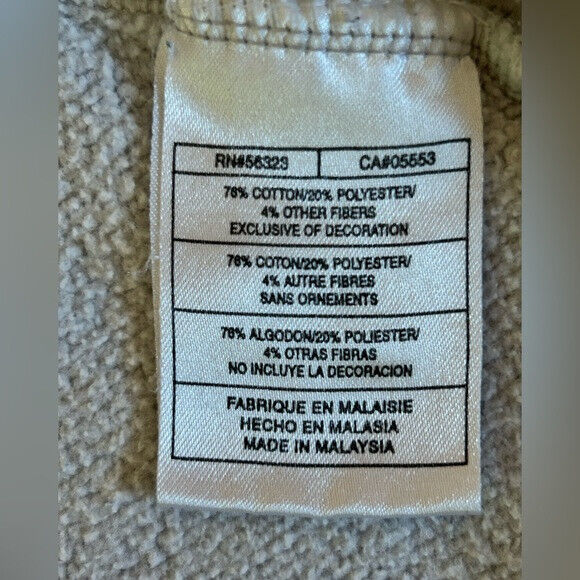 RN#56323 CA#05553
76% COTTON/20% POLYESTER/
4% OTHER FIBERS
EXCLUSIVE OF DECORATION
76% COTON/20% POLYESTER/
4% AUTRE FIBRES
SANS ORNEMENTS
76% ALGODON/20% POLIESTER/
4% OTRAS FIBRAS
NO INCLUYE LA DECORACION
FABRIQUE EN MALAISIE
HECHO EN MALASIA
MADE IN MALAYSIA